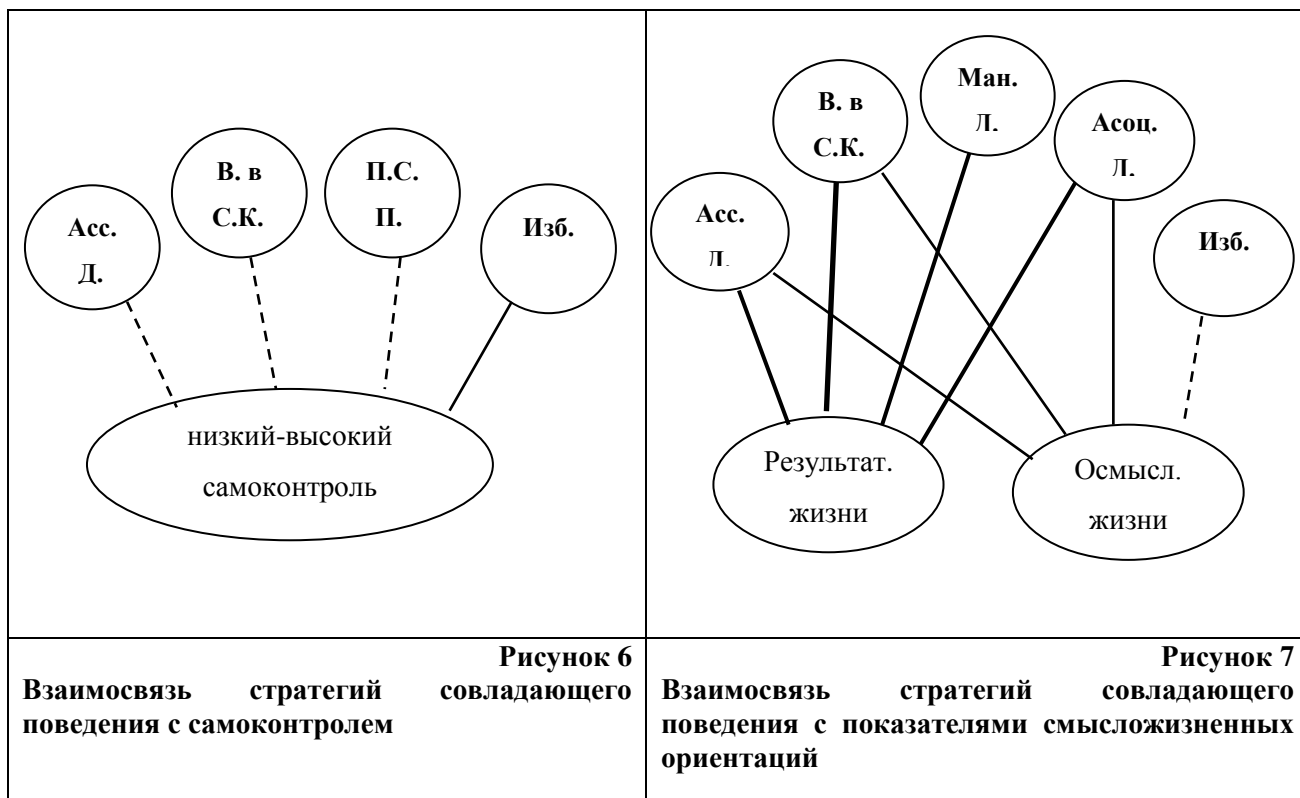 Асс.
Д.
В. в
С.К.
П.С.
П.
Изб.
низкий-высокий
самоконтроль
Рисунок 6
Взаимосвязь стратегий совладающего
поведения с самоконтролем
Асс.
В. в
С.К.
Ман.
Асоц.
Изб.
Результат.
жизни
Осмысл.
жизни
Рисунок 7
Взаимосвязь стратегий совладающего
поведения с показателями смысложизненных
ориентаций